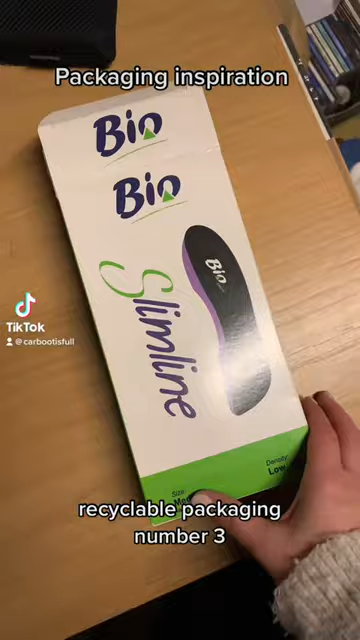 Packaging inspiration
Bio
Bio
Bio
Slimline
TikTok
@carbootisfull
Density:
Low
Size:
recyclable packaging
number 3